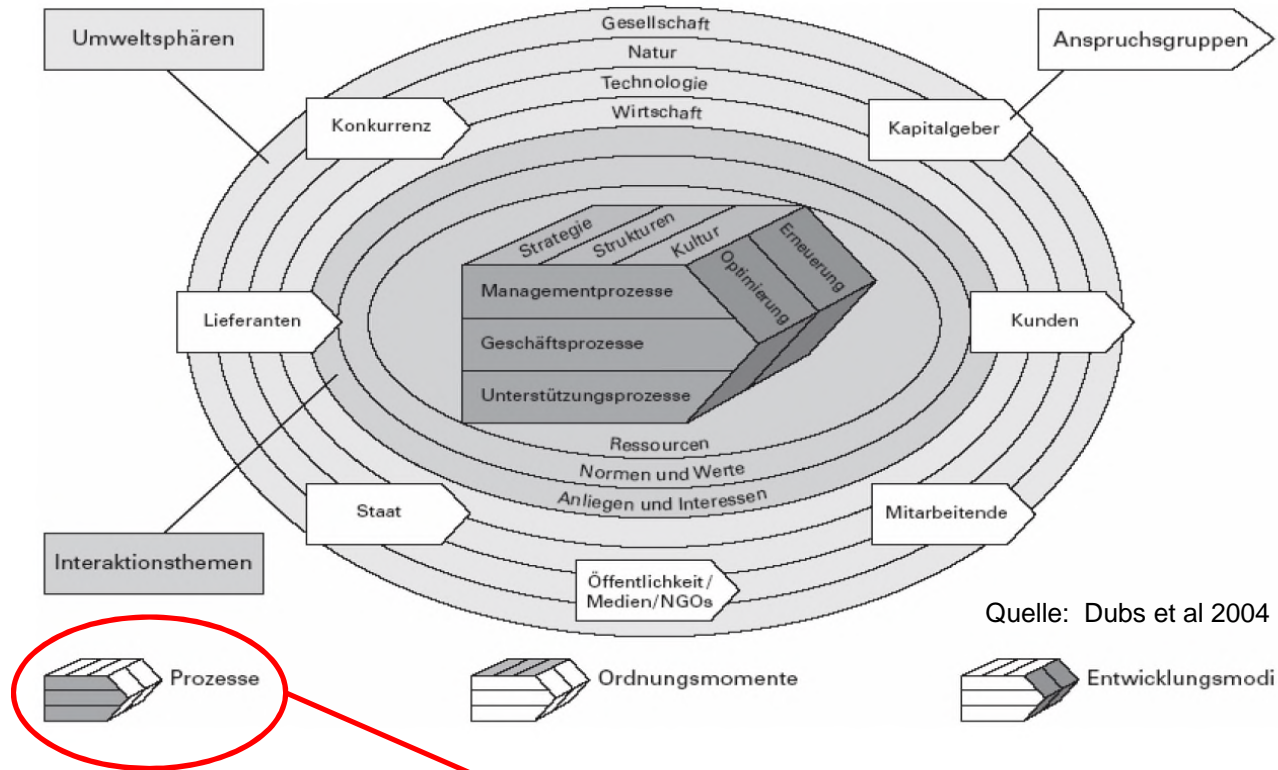 Umweltsphären
Gesellschaft
Anspruchsgruppen
Natur
Technologie
Wirtschaft
Konkurrenz
Kapitalgeber
Strategie
Strukturen
Kultur
Optimierung
Erneuerung
Managementprozesse
Geschäftsprozesse
Unterstützungsprozesse
Lieferanten
Kunden
Ressourcen
Normen und Werte
Anliegen und Interessen
Staat
Mitarbeitende
Interaktionsthemen
Öffentlichkeit/
Medien/NGOs
Quelle: Dubs et al 2004
Prozesse
Ordnungsmomente
Entwicklungsmodi